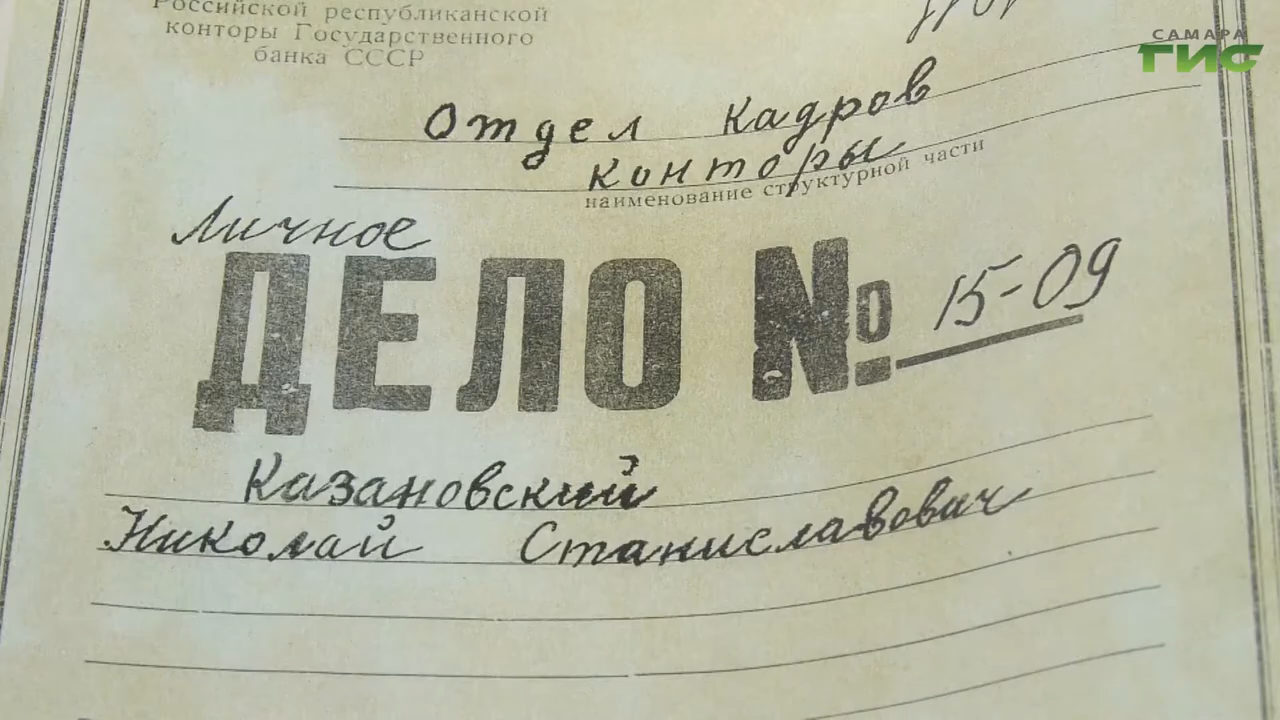 Российской республиканской
конторы Государственного
банка СССР
САМАРА
ГИС
Отдел кадров
конторы
наименование структурной части
Личное
ДЕЛО № 15-09
Казановский
Николай Станиславович